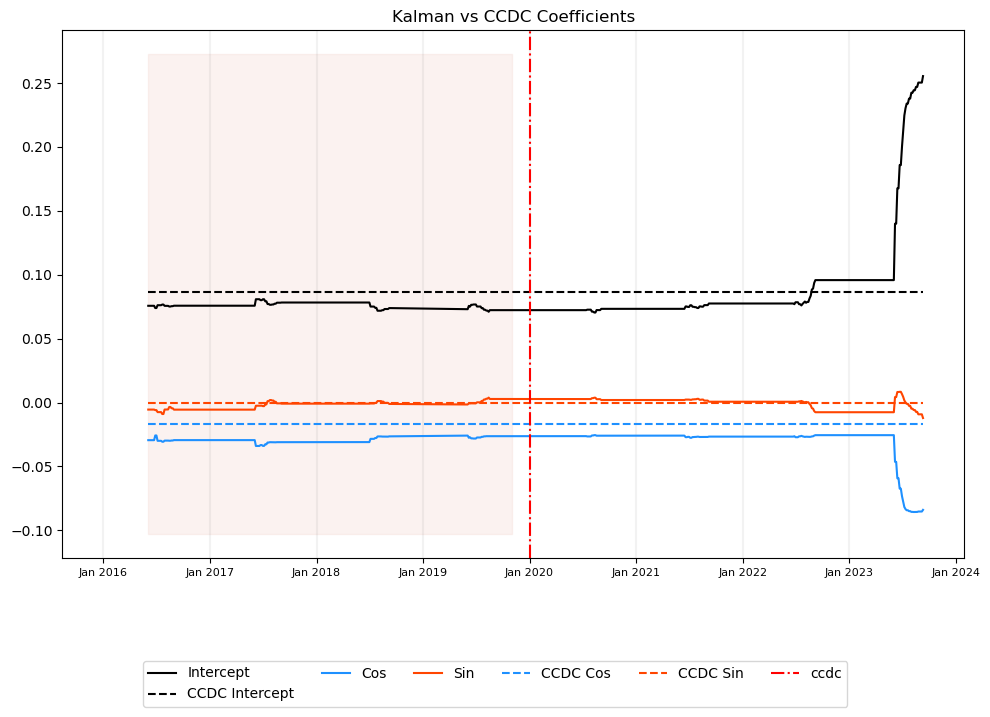 Kalman vs CCDC Coefficients
0.25
0.20
0.15
0.10
0.05
0.00
−0.05
−0.10
Jan 2016 Jan 2017 Jan 2018 Jan 2019 Jan 2020 Jan 2021 Jan 2022 Jan 2023 Jan 2024
Intercept Cos Sin CCDC Cos CCDC Sin ccdc
CCDC Intercept